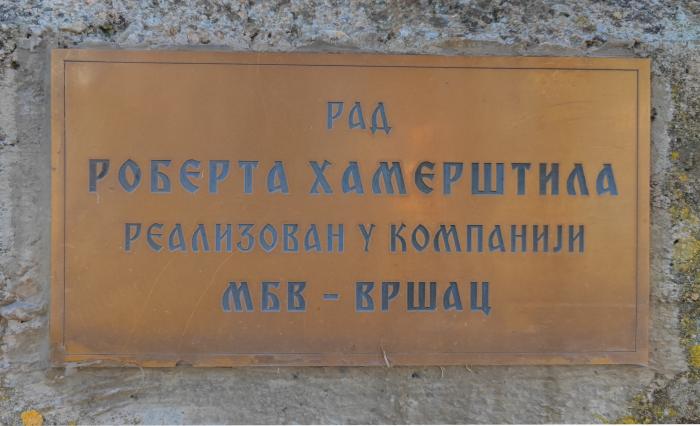 РАД
РОБЕРТА ХАМЕРШТИЛА
РЕАЛИЗОВАН У КОМПАНИЈИ
МБВ - ВРШАЦ